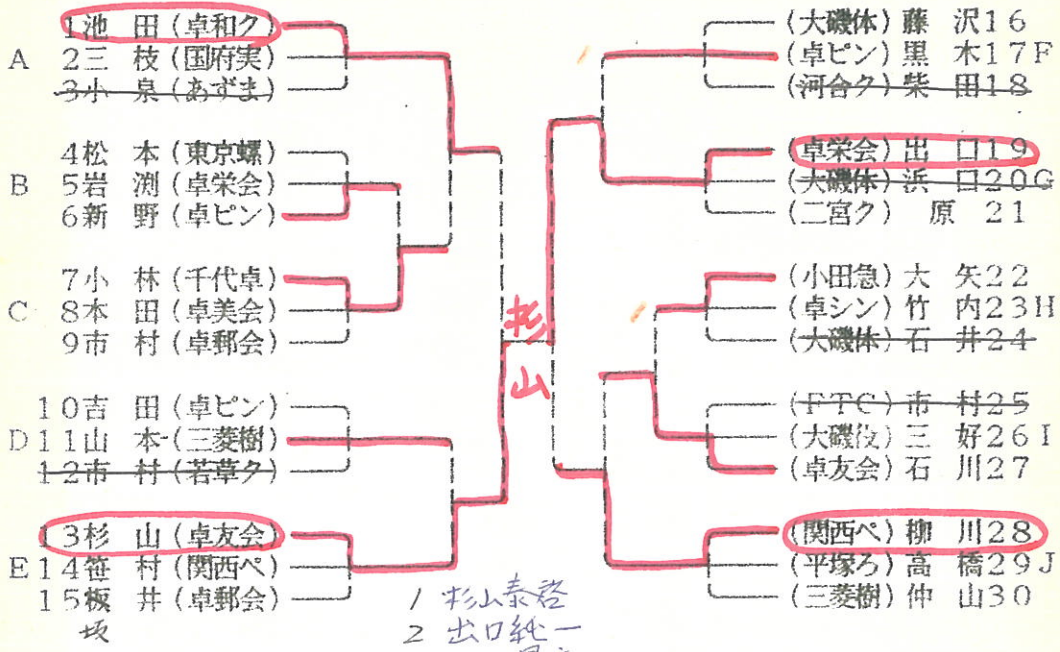 1池 田(卓和ク)
A 2三 枝(国府実)
3小 泉(あずま)
4松 本(東京螺)
B 5岩 渕(卓栄会)
6新 野(卓ピン)
7小 林(千代卓)
C 8本 田(卓美会)
9市 村(卓郵会)
10吉 田(卓ピン)
D 11山 本(三菱樹)
12市 村(若草ク)
13杉 山(卓友会)
E 14笹 村(関西ペ)
15板 井(卓郵会)
坂
杉山
(大磯体)藤 沢16
(卓ピン)黒 木17F
(河合ク)柴 田18
(卓栄会)出 口19
(大磯体)浜 口20G
(二宮ク) 原 21
(小田急)大 矢22
(卓シン)竹 内23H
(大磯体)石 井24
(FTC)市 村25
(大磯役)三 好26I
(卓友会)石 川27
(関西ペ)柳 川28
(平塚ろ)高 橋29J
(三菱樹)仲 山30
1 杉山泰啓
2 出口純一